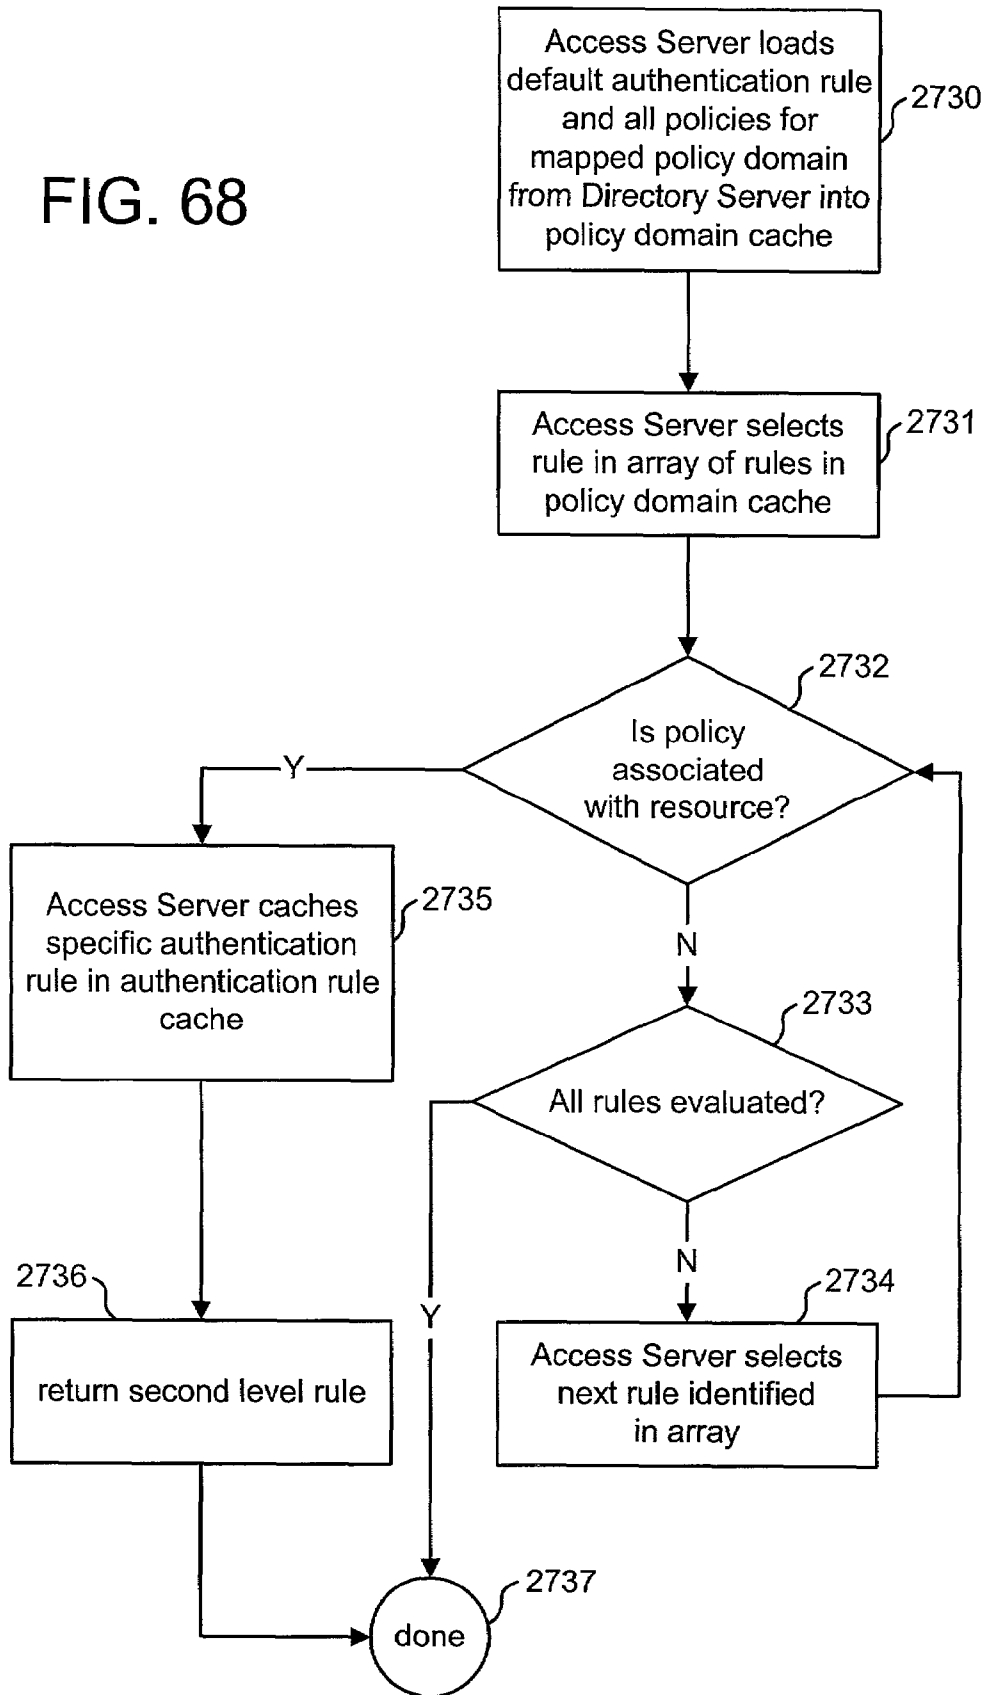 FIG. 68
Access Server loads
default authentication rule
and all policies for
mapped policy domain
from Directory Server into
policy domain cache
2730
Access Server selects
rule in array of rules in
policy domain cache
2731
Is policy
associated
with resource?
2732
Y
N
Access Server caches
specific authentication
rule in authentication rule
cache
2735
All rules evaluated?
2733
Y
N
return second level rule
2736
Access Server selects
next rule identified
in array
2734
done
2737